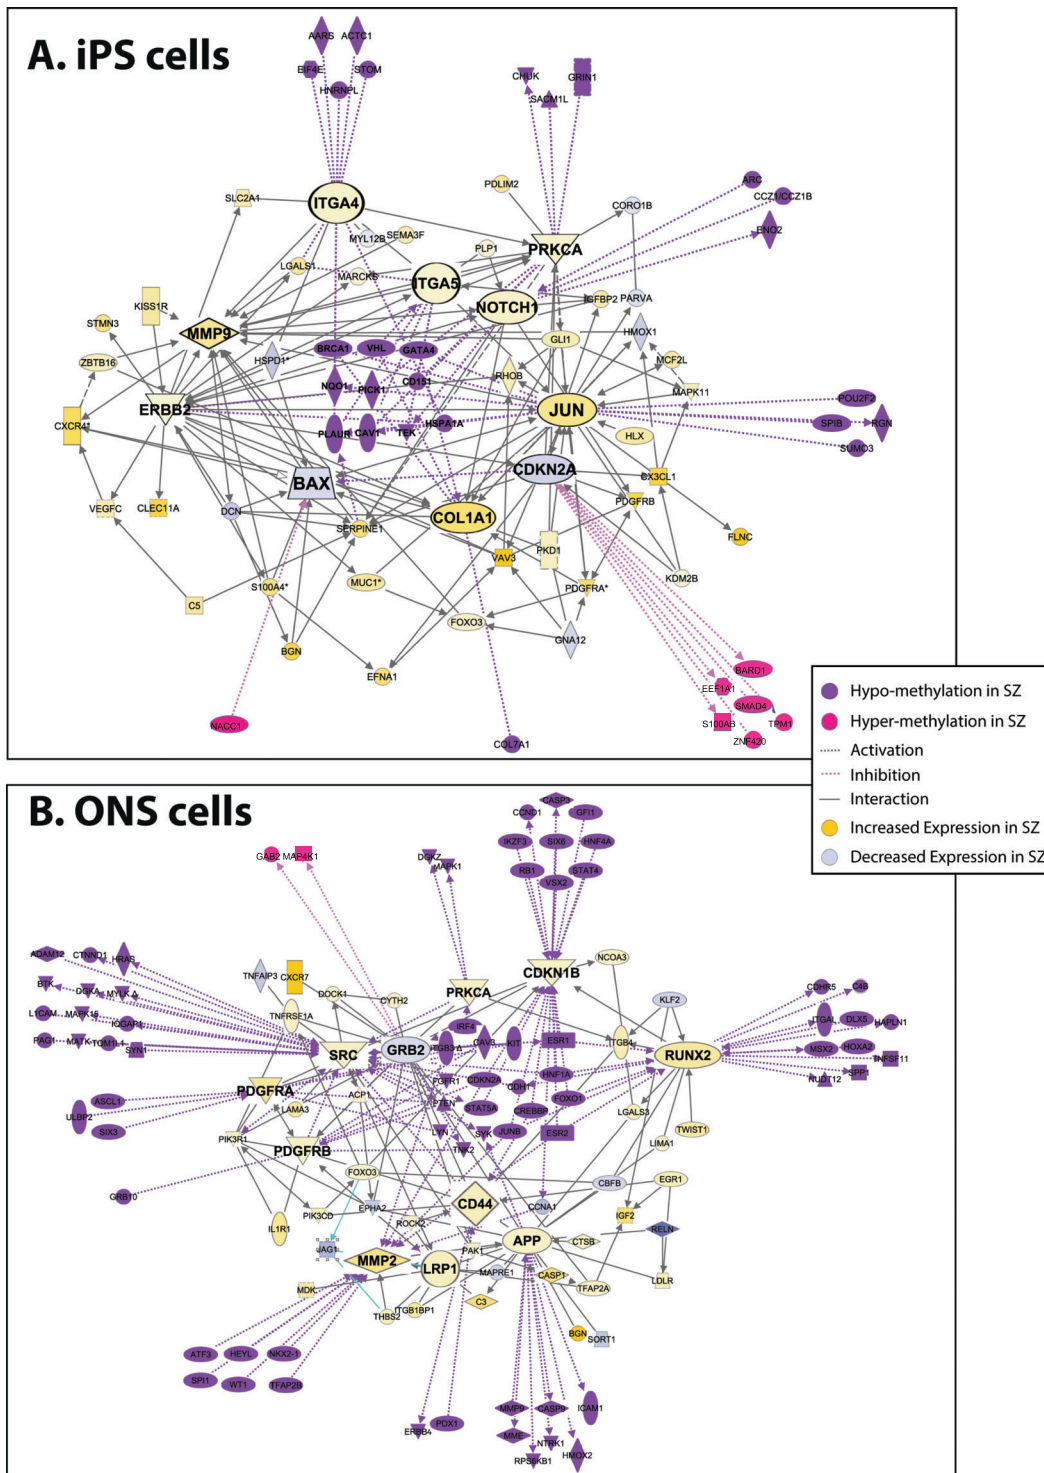 A. iPS cells
AARS
ACTC1
EIF4E
STOM
HNRNPL
CHUK
GRIN1
SACM1L
ARC
CCZ1/CCZ1B
ENO2
SLC2A1
ITGA4
PDLIM2
CORO1B
MYL12B
SEMA3F
PLP1
PRKCA
LGALS1
MARCKS
ITGA5
KISS1R
NOTCH1
IGFBP2
PARVA
STMN3
MMP9
HMOX1
ZBTB16
HSPD1*
BRCA1
VHL
GATA4
GLI1
MCF2L
NQO1
PICK1
CD151
RHOB
MAPK11
ERBB2
JUN
POU2F2
CXCR4*
PLAUR
CAV1
TEK
HSPA1A
HLX
SPIB
RGN
SUMO3
BAX
CDKN2A
CX3CL1
VEGFC
CLEC11A
DCN
SERPINE1
COL1A1
PDGFRB
FLNC
VAV3
PKD1
S100A4*
MUC1*
PDGFRA*
KDM2B
C5
FOXO3
GNA12
BGN
EFNA1
BARD1
EEF1A1
SMAD4
NACC1
S100AB
TPM1
ZNF420
COL7A1
Hypo-methylation in SZ
Hyper-methylation in SZ
Activation
Inhibition
Interaction
Increased Expression in SZ
Decreased Expression in SZ
B. ONS cells
CASP3
CCND1
GFI1
GAB2
MAP4K1
DGKZ
MAPK1
IKZF3
SIX6
HNF4A
RB1
STAT4
VSX2
ADAM12
CTNND1
HRAS
TNFAIP3
CXCR7
NCOA3
CDKN1B
BTK
DGKA
MYLK Δ
DOCK1
CYTH2
PRKCA
KLF2
CDHR5
C4B
L1CAM
MAPK15
IQGAP1
TNFRSF1A
IRF4
ITGAL
DLX5
HAPLN1
PAG1
MATK
TOM1L1
SYN1
SRC
GRB2
ITGB3 Δ
CAV3
KIT
ESR1
ITGB4
RUNX2
MSX2
HOXA2
TNFSF11
SPP1
NUDT12
PDGFRA
FGFR1
CDKN2A
CDH1
HNF1A
ASCL1
ULBP2
LAMA3
ACP1
PTEN
STAT5A
CREBBP
FOXO1
LGALS3
TWIST1
SIX3
PIK3R1
LYN
SYK
JUNB
ESR2
LIMA1
PDGFRB
TNK2
FOXO3
CBFB
EGR1
GRB10
PIK3CD
EPHA2
CD44
CCNA1
IGF2
IL1R1
ROCK2
RELN
JAG1
APP
CTSB
PAK1
MMP2
LRP1
MAPRE1
CASP1
TFAP2A
LDLR
MDK
THBS2
ITGB1BP1
C3
BGN
SORT1
ATF3
HEYL
NKX2-1
SPI1
WT1
TFAP2B
ERBB4
PDX1
MMP9
CASP9
ICAM1
MME
NTRK1
RPS6KB1
HMOX2